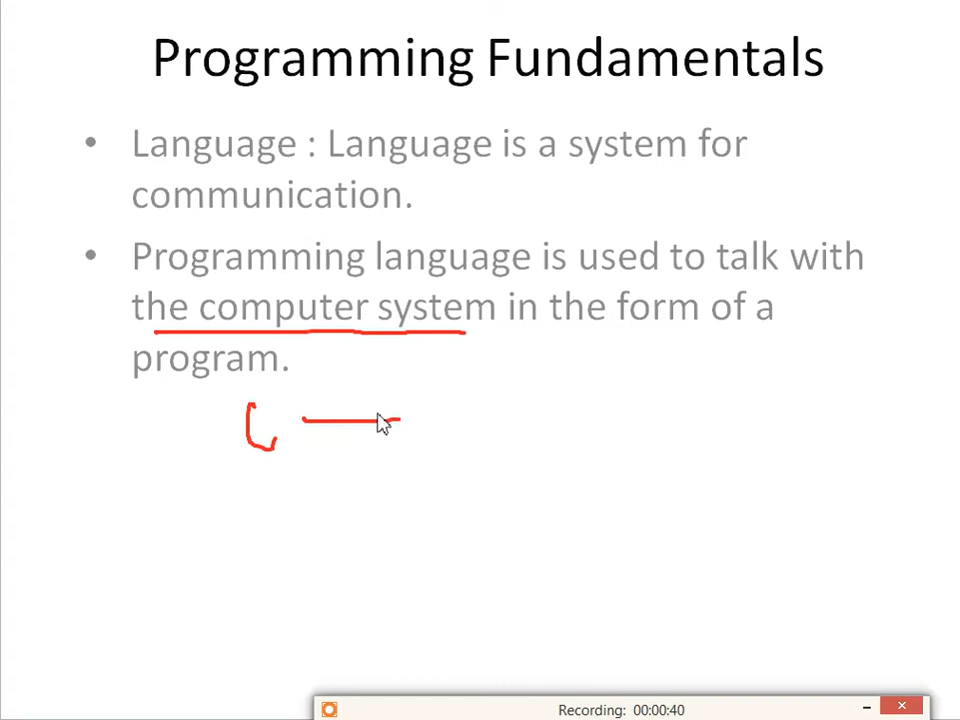 Programming Fundamentals
• Language : Language is a system for
communication.
• Programming language is used to talk with
the computer system in the form of a
program.
C
Recording: 00:00:40